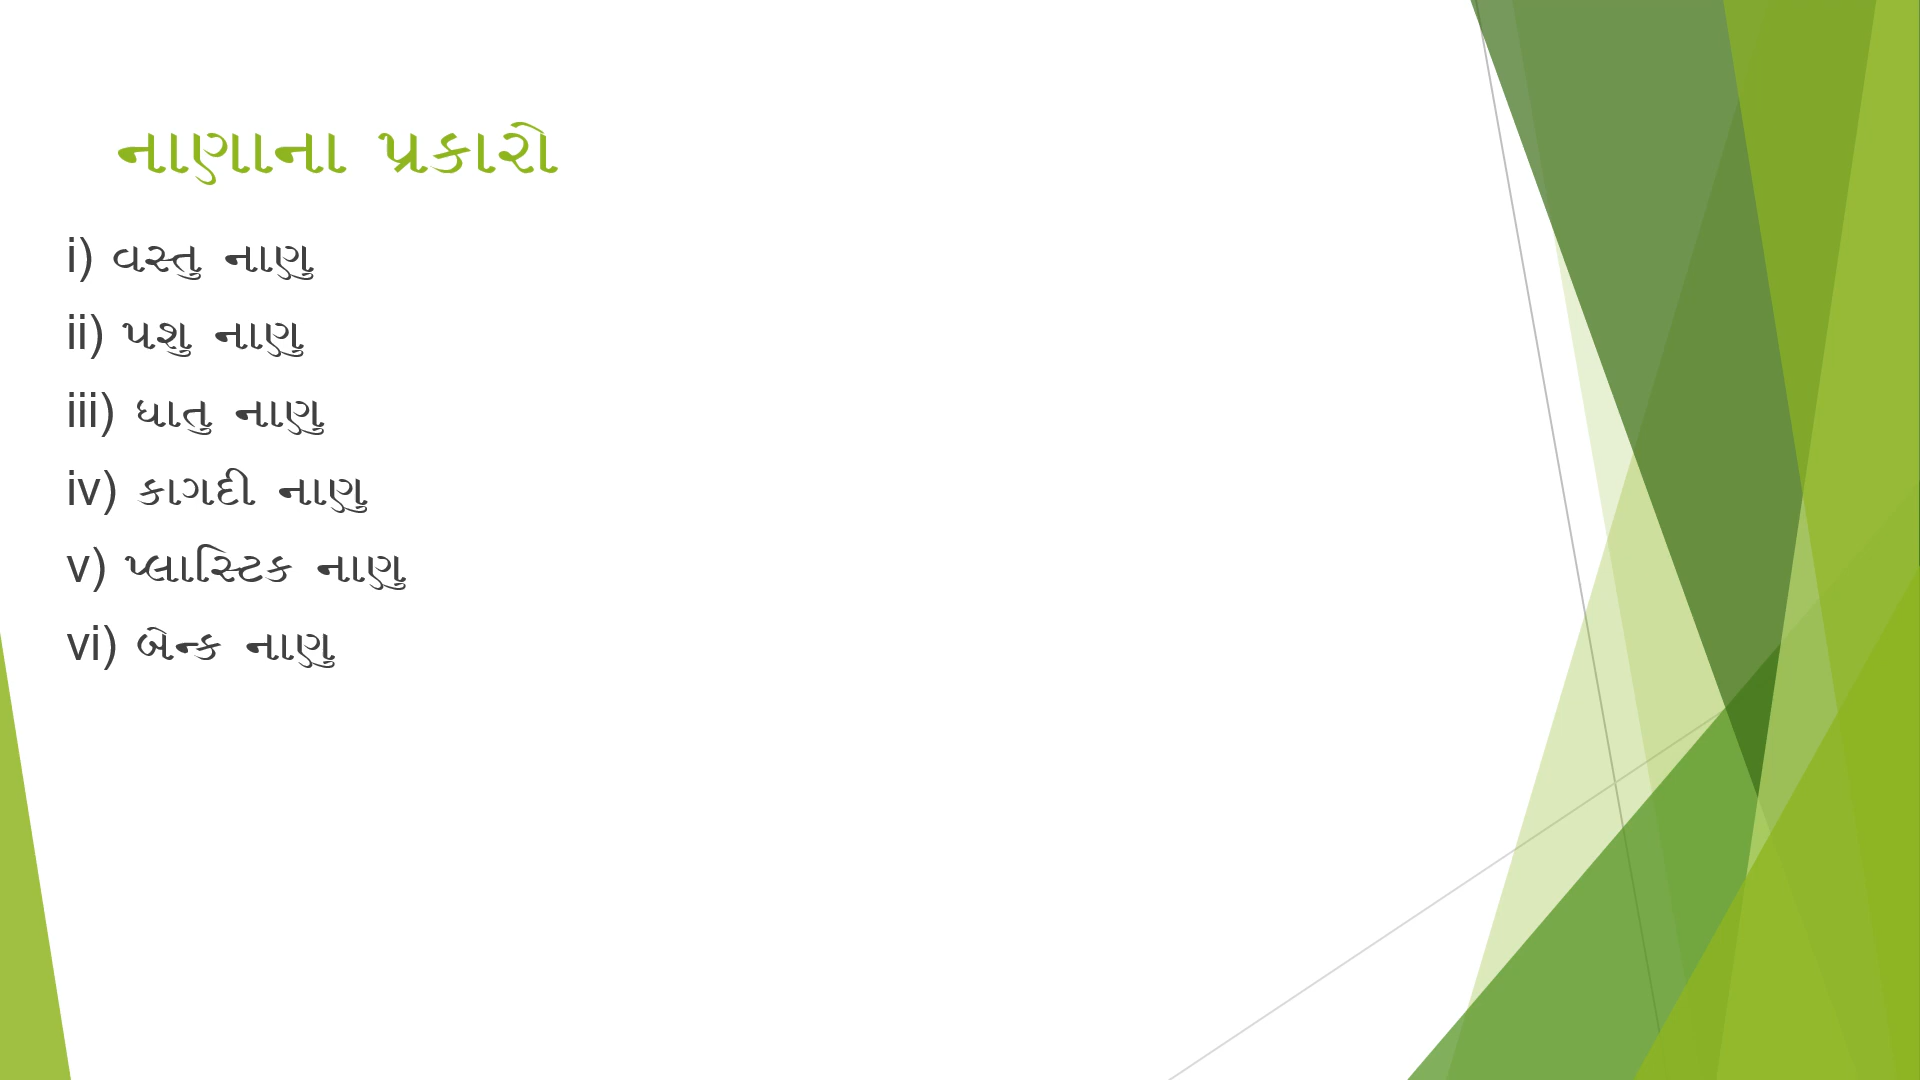 નાણાના પ્રકારો
i) વસ્તુ નાણુ
ii) પશુ નાણુ
iii) ધાતુ નાણુ
iv) કાગદી નાણુ
v) પ્લાસ્ટિક નાણુ
vi) બેન્ક નાણુ